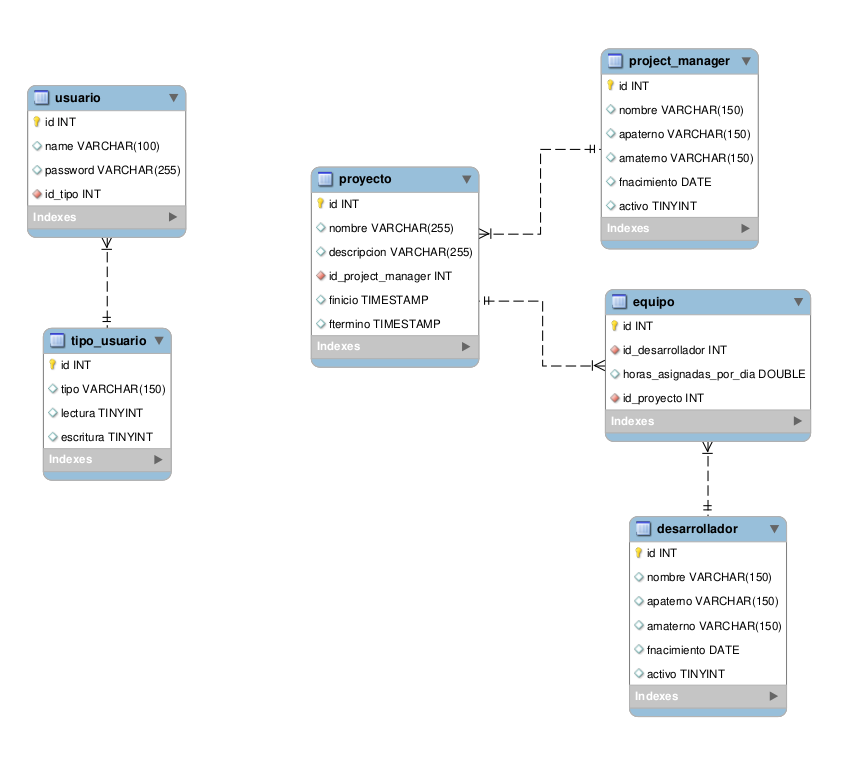 usuario
id INT
name VARCHAR(100)
password VARCHAR(255)
id_tipo INT
Indexes
tipo_usuario
id INT
tipo VARCHAR(150)
lectura TINYINT
escritura TINYINT
Indexes
proyecto
id INT
nombre VARCHAR(255)
descripcion VARCHAR(255)
id_project_manager INT
finicio TIMESTAMP
ftermino TIMESTAMP
Indexes
project_manager
id INT
nombre VARCHAR(150)
apaterno VARCHAR(150)
amaterno VARCHAR(150)
fnacimiento DATE
activo TINYINT
Indexes
equipo
id INT
id_desarrollador INT
horas_asignadas_por_dia DOUBLE
id_proyecto INT
Indexes
desarrollador
id INT
nombre VARCHAR(150)
apaterno VARCHAR(150)
amaterno VARCHAR(150)
fnacimiento DATE
activo TINYINT
Indexes